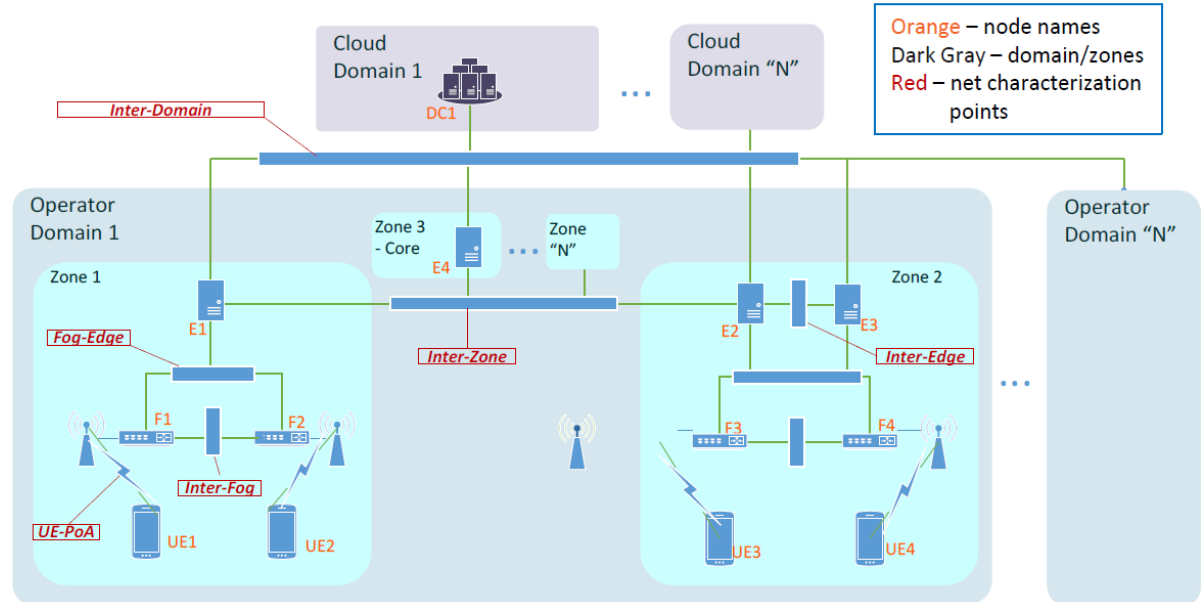 Cloud
Domain 1
DC1
Cloud
Domain “N”
Orange – node names
Dark Gray – domain/zones
Red – net characterization
points
Inter-Domain
Operator
Domain 1
Zone 3
- Core
E4
Zone
“N”
Operator
Domain “N”
Zone 1
E1
Zone 2
E2
E3
Fog-Edge
Inter-Zone
Inter-Edge
F1
F2
F3
F4
Inter-Fog
UE-PoA
UE1
UE2
UE3
UE4